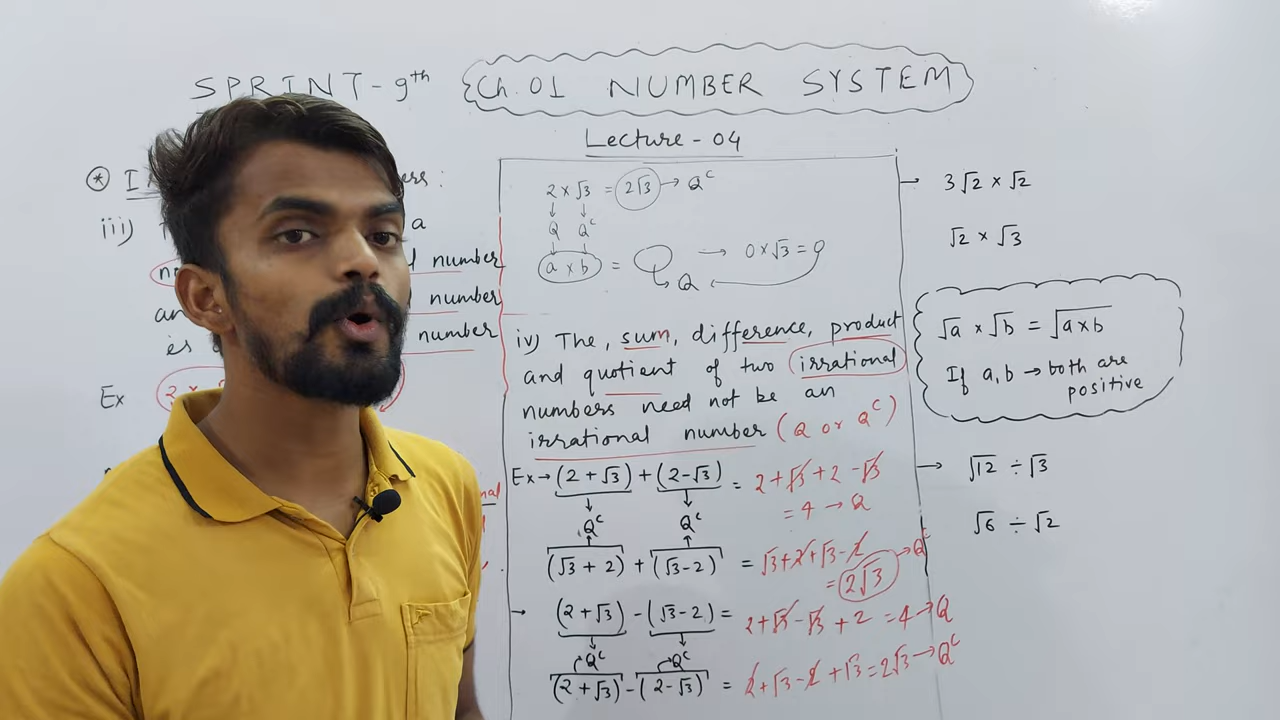 SPRINT - 9th
Ch. 01 NUMBER SYSTEM
Lecture - 04
iii)
a
number
number
number
Ex
2 × √3 = 2√3 → Q^C
Q Q^C
a × b = → 0 × √3 = 0
Q
iv) The, sum, difference, product
and quotient of two irrational
numbers need not be an
irrational number (Q or Q^C)
Ex → (2 + √3) + (2 - √3) = 2 + √3 + 2 - √3
= 4 → Q
Q^C Q^C
(√3 + 2) + (√3 - 2) = √3 + 2 + √3 - 2
= 2√3 → Q^C
→ (2 + √3) - (√3 - 2) = 2 + √3 - √3 + 2 = 4 → Q
Q^C Q^C
(2 + √3) - (2 - √3) = 2 + √3 - 2 + √3 = 2√3 → Q^C
→ 3√2 × √2
√2 × √3
√a × √b = √a × b
If a, b → both are
positive
→ √12 ÷ √3
√6 ÷ √2